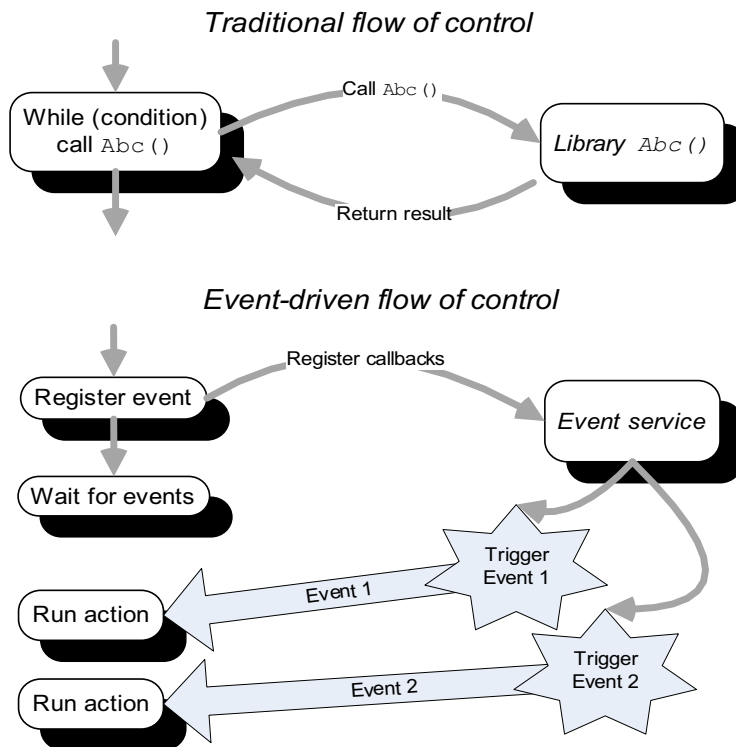 Traditional flow of control
While (condition)
call Abc()
Call Abc()
Library Abc()
Return result
Event-driven flow of control
Register callbacks
Register event
Event service
Wait for events
Trigger
Event 1
Event 1
Run action
Trigger
Event 2
Event 2
Run action